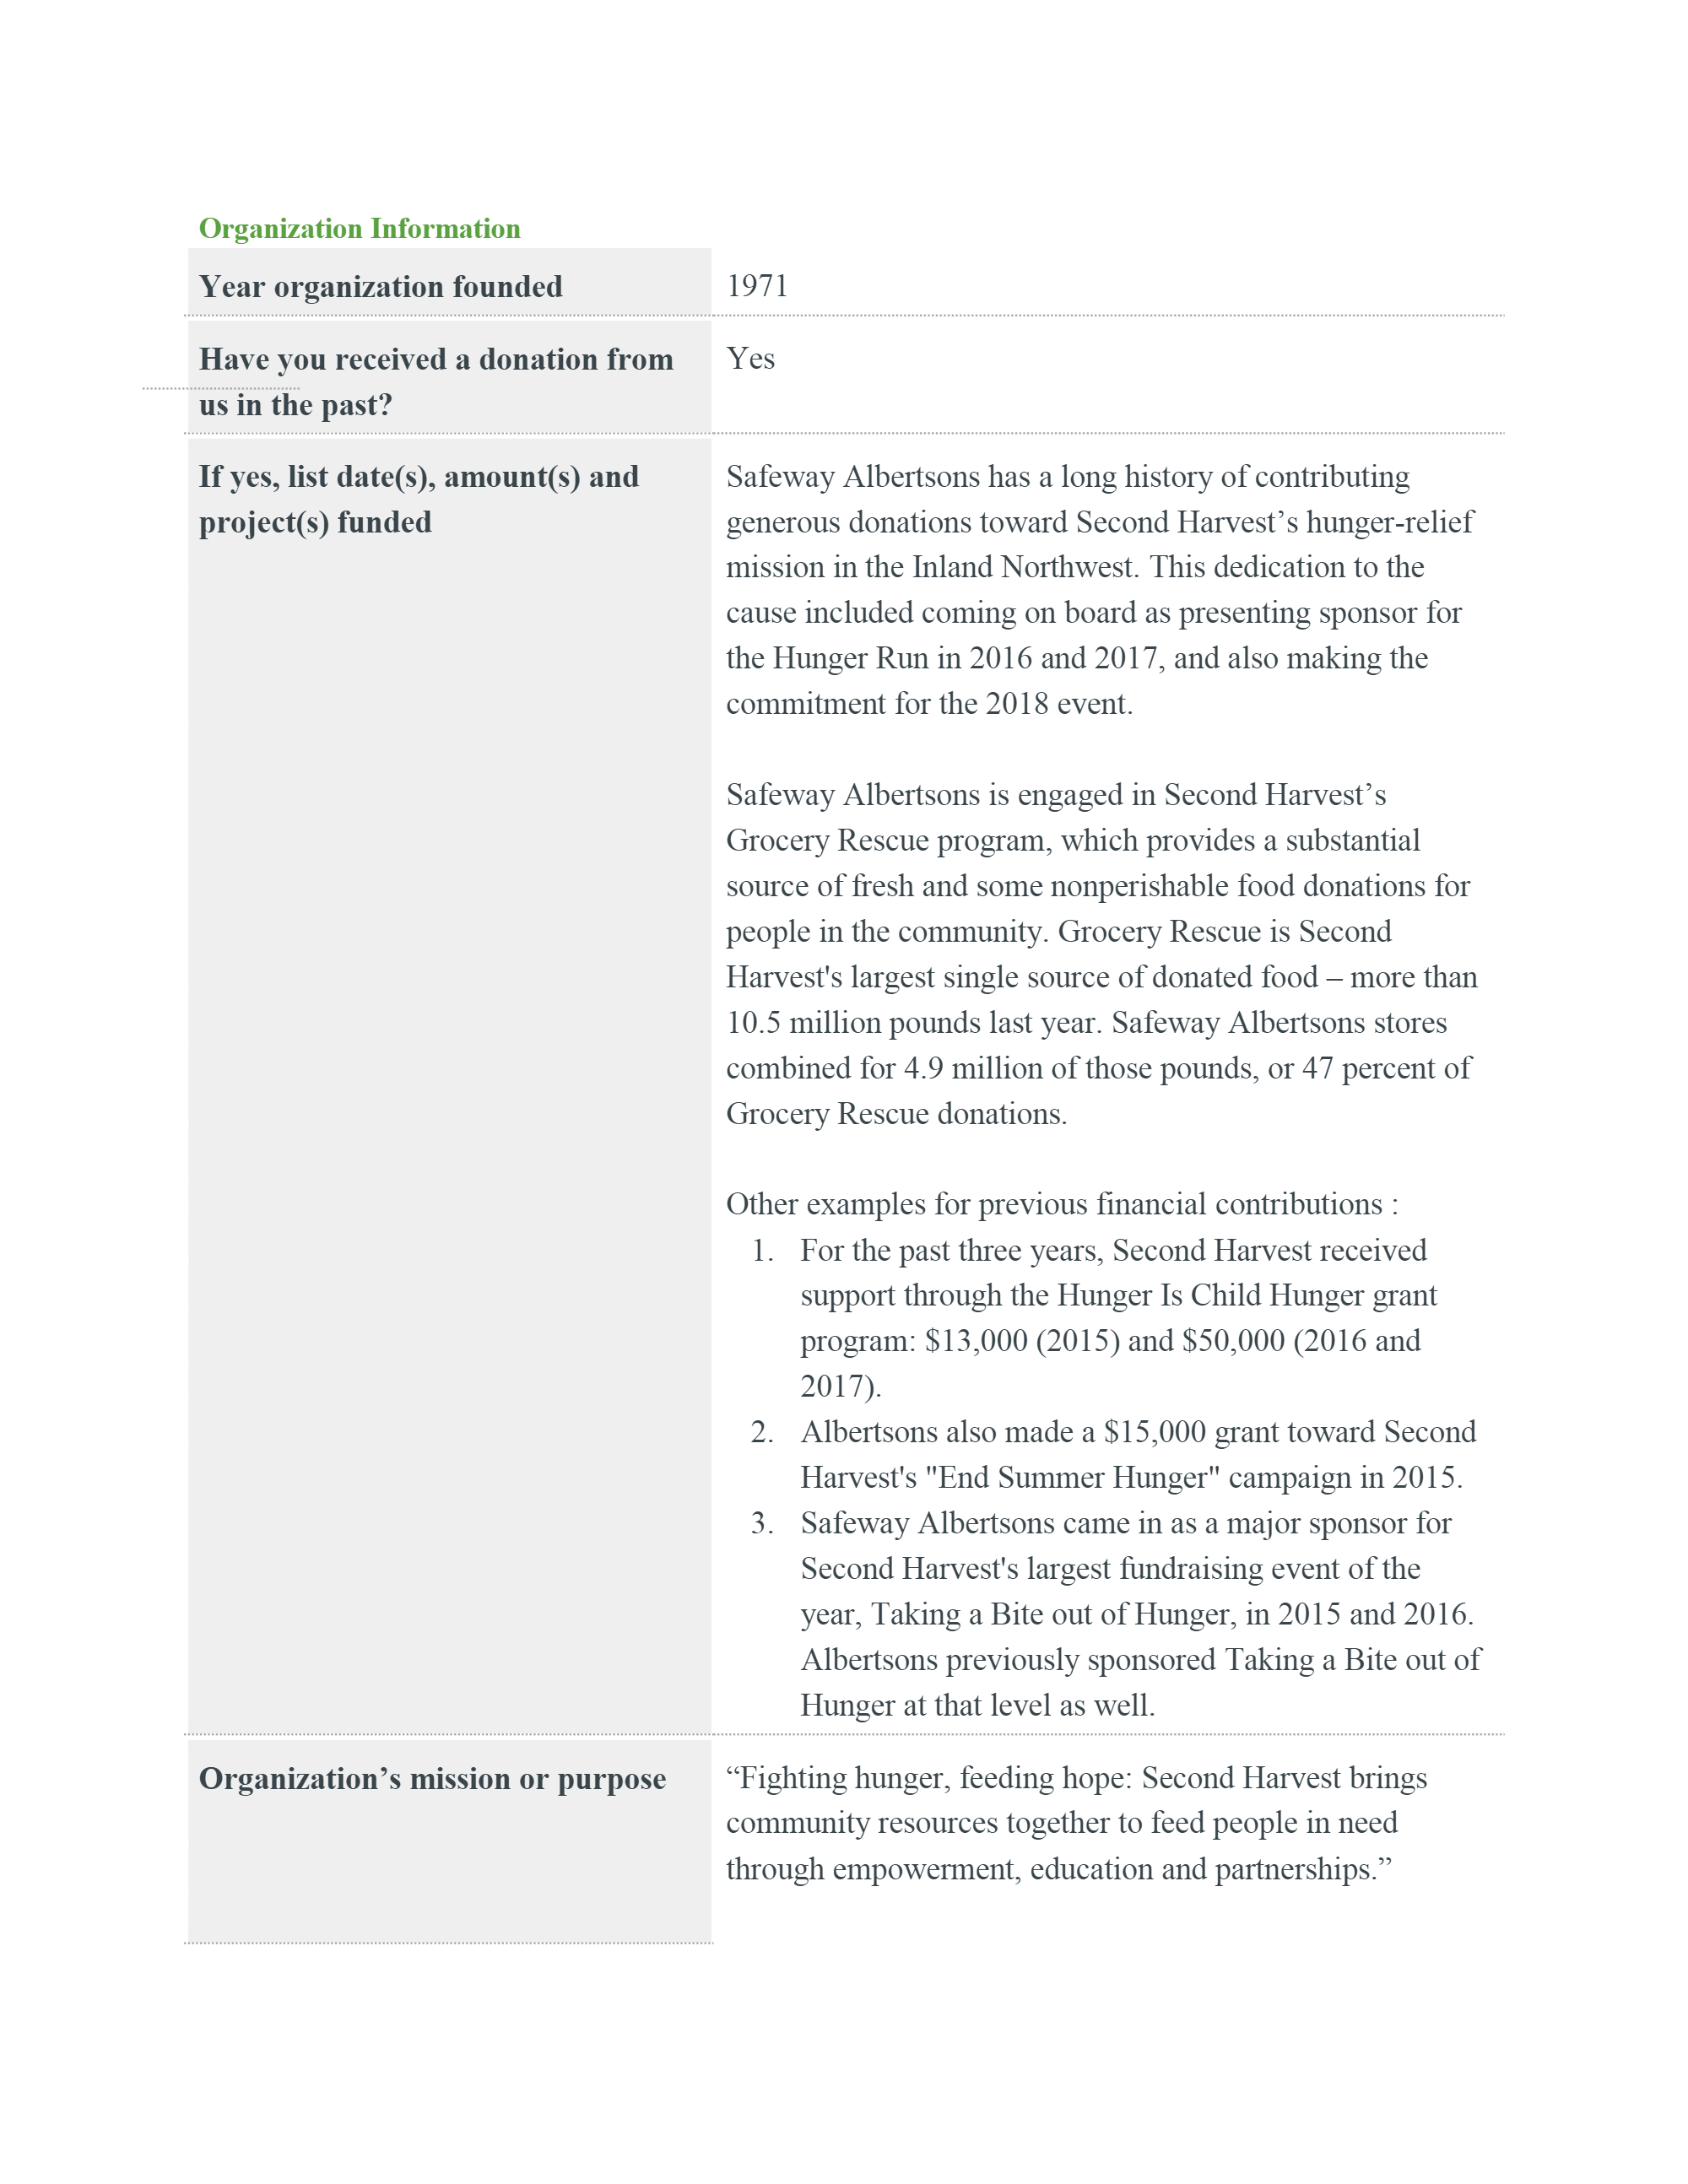 Organization Information
Year organization founded
1971
Have you received a donation from
us in the past?
Yes
If yes, list date(s), amount(s) and
project(s) funded
Safeway Albertsons has a long history of contributing
generous donations toward Second Harvest’s hunger-relief
mission in the Inland Northwest. This dedication to the
cause included coming on board as presenting sponsor for
the Hunger Run in 2016 and 2017, and also making the
commitment for the 2018 event.
Safeway Albertsons is engaged in Second Harvest’s
Grocery Rescue program, which provides a substantial
source of fresh and some nonperishable food donations for
people in the community. Grocery Rescue is Second
Harvest's largest single source of donated food – more than
10.5 million pounds last year. Safeway Albertsons stores
combined for 4.9 million of those pounds, or 47 percent of
Grocery Rescue donations.
Other examples for previous financial contributions :
1. For the past three years, Second Harvest received
support through the Hunger Is Child Hunger grant
program: $13,000 (2015) and $50,000 (2016 and
2017).
2. Albertsons also made a $15,000 grant toward Second
Harvest's "End Summer Hunger" campaign in 2015.
3. Safeway Albertsons came in as a major sponsor for
Second Harvest's largest fundraising event of the
year, Taking a Bite out of Hunger, in 2015 and 2016.
Albertsons previously sponsored Taking a Bite out of
Hunger at that level as well.
Organization’s mission or purpose
“Fighting hunger, feeding hope: Second Harvest brings
community resources together to feed people in need
through empowerment, education and partnerships.”